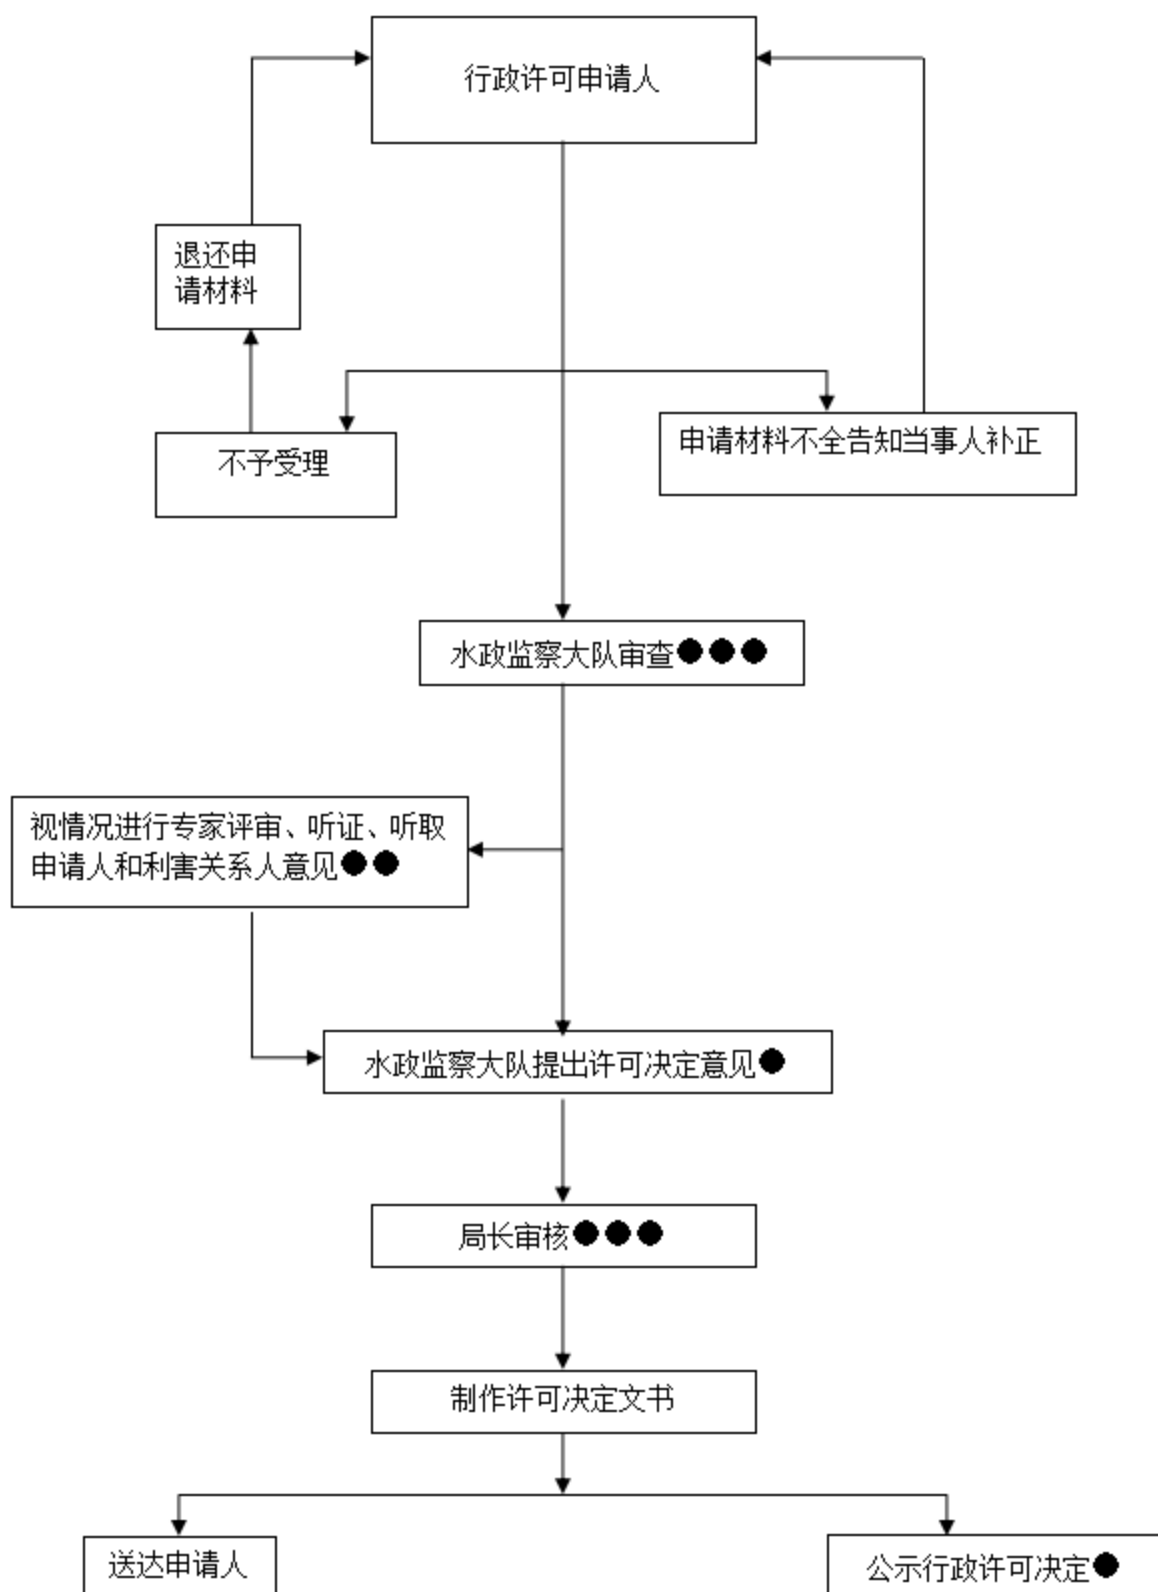 行政许可申请人
退还申
请材料
不予受理
申请材料不全告知当事人补正
水政监察大队审查●●●
视情况进行专家评审、听证、听取
申请人和利害关系人意见●●
水政监察大队提出许可决定意见●
局长审核●●●
制作许可决定文书
送达申请人
公示行政许可决定●